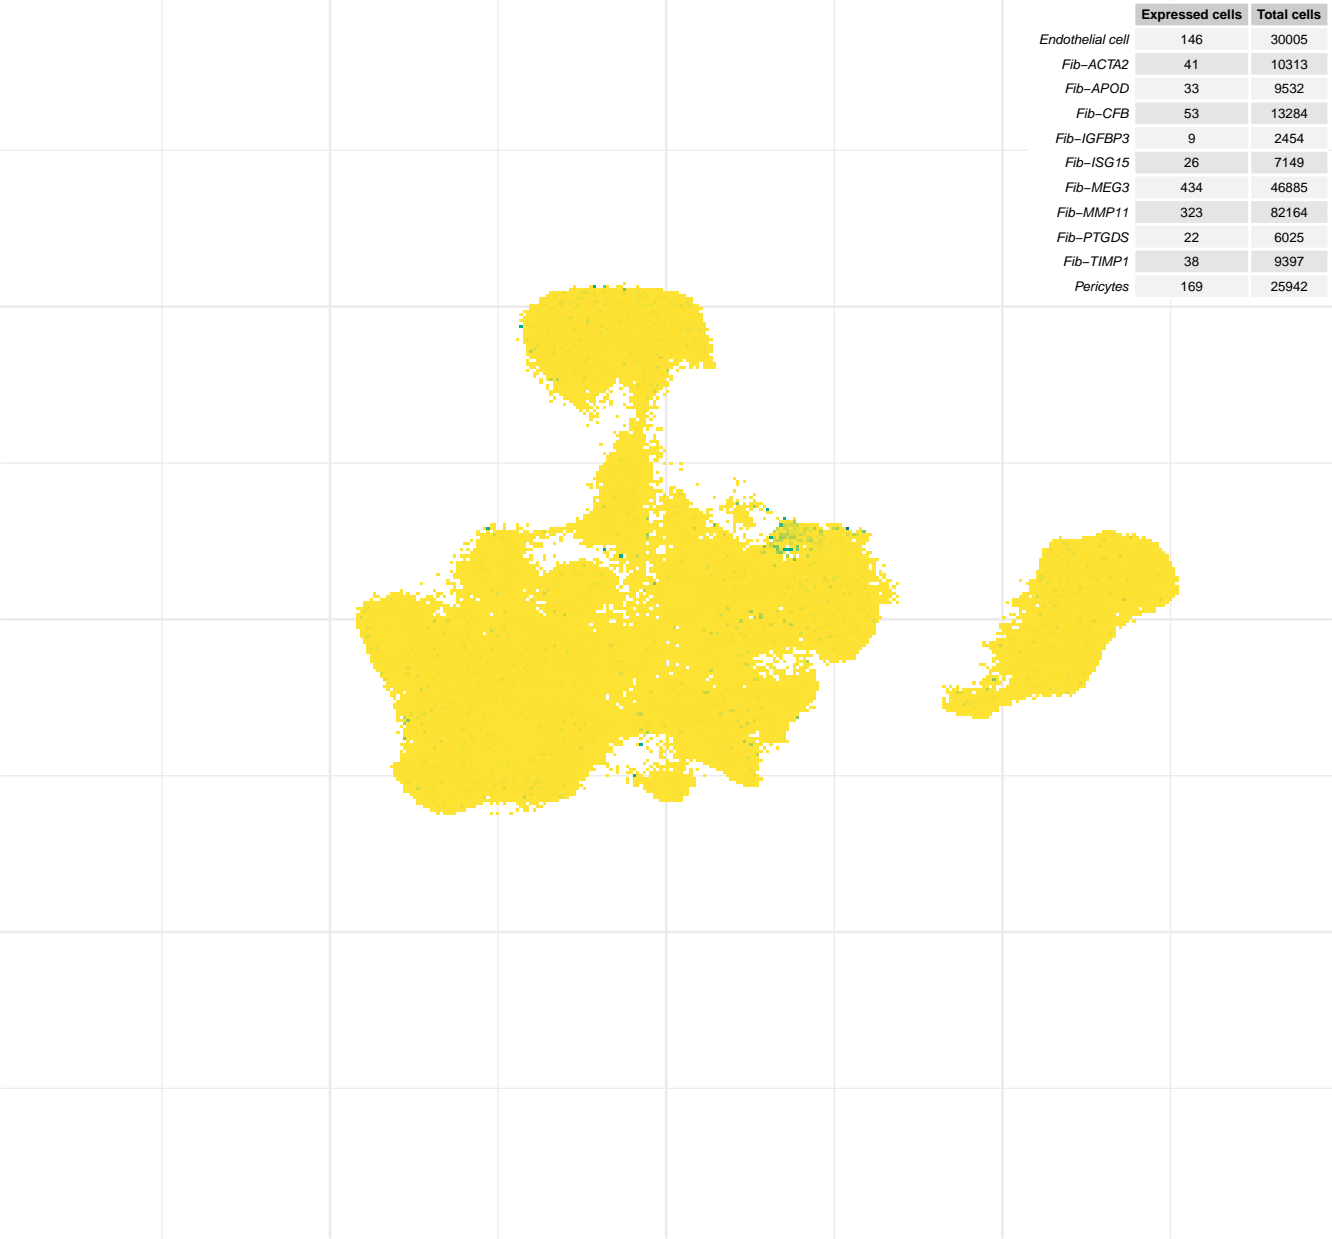 Expressed cells Total cells
Endothelial cell 146 30005
Fib−ACTA2 41 10313
Fib−APOD 33 9532
Fib−CFB 53 13284
Fib−IGFBP3 9 2454
Fib−ISG15 26 7149
Fib−MEG3 434 46885
Fib−MMP11 323 82164
Fib−PTGDS 22 6025
Fib−TIMP1 38 9397
Pericytes 169 25942